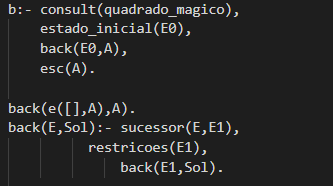 b:- consult(quadrado_magico),
estado_inicial(E0),
back(E0,A),
esc(A).
back(e([],A),A).
back(E,Sol):- sucessor(E,E1),
restricoes(E1),
back(E1,Sol).